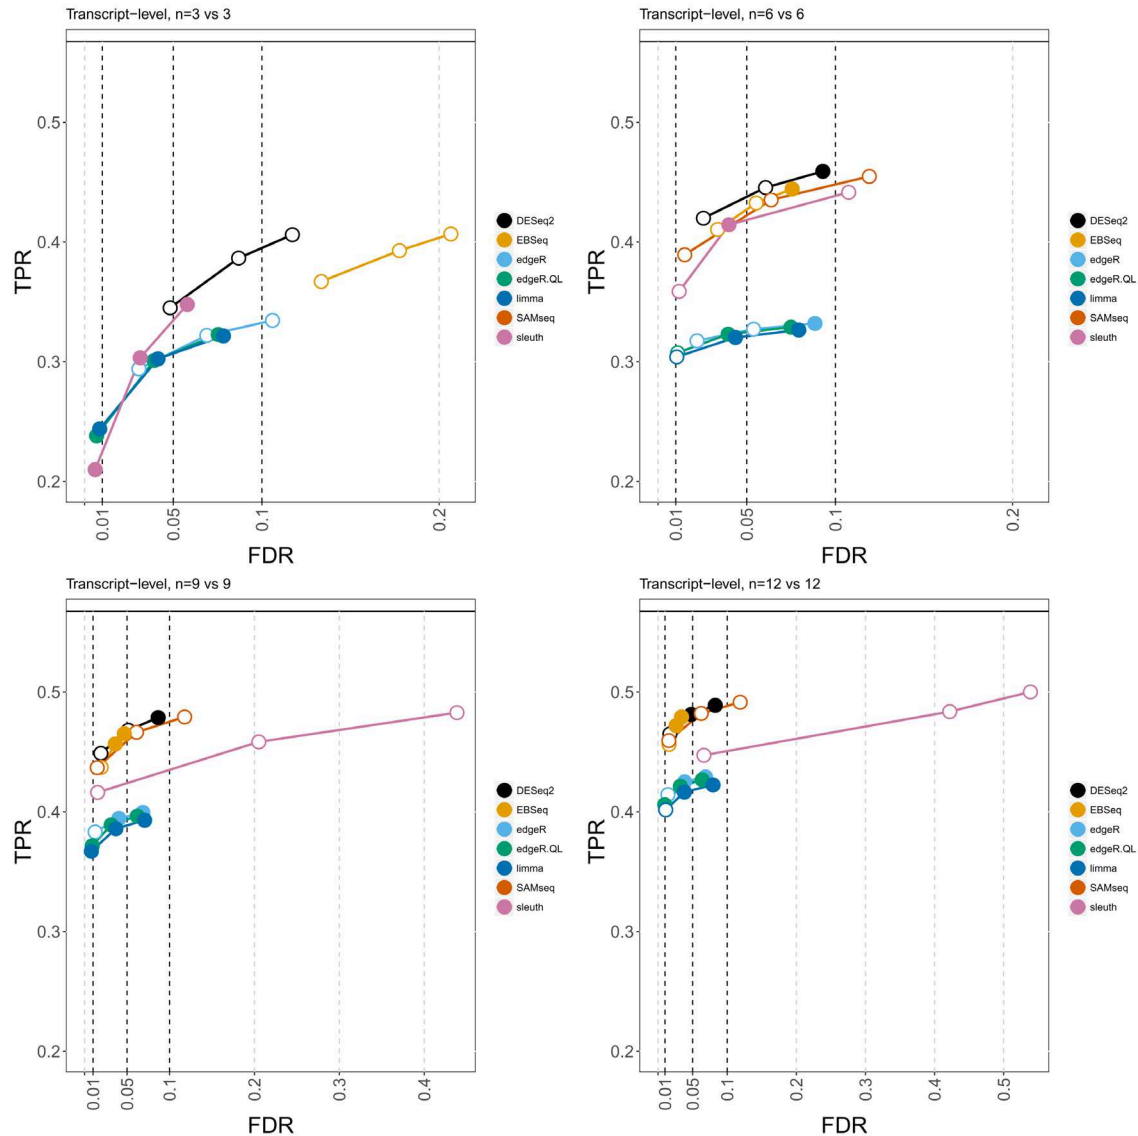 Transcript−level, n=3 vs 3
TPR
0.5
0.4
0.3
0.2
0.01
0.05
0.1
0.2
FDR
DESeq2
EBSeq
edgeR
edgeR.QL
limma
SAMseq
sleuth
Transcript−level, n=6 vs 6
TPR
0.5
0.4
0.3
0.2
0.01
0.05
0.1
0.2
FDR
DESeq2
EBSeq
edgeR
edgeR.QL
limma
SAMseq
sleuth
Transcript−level, n=9 vs 9
TPR
0.5
0.4
0.3
0.2
0.01
0.05
0.1
0.2
0.3
0.4
FDR
DESeq2
EBSeq
edgeR
edgeR.QL
limma
SAMseq
sleuth
Transcript−level, n=12 vs 12
TPR
0.5
0.4
0.3
0.2
0.01
0.05
0.1
0.2
0.3
0.4
0.5
FDR
DESeq2
EBSeq
edgeR
edgeR.QL
limma
SAMseq
sleuth